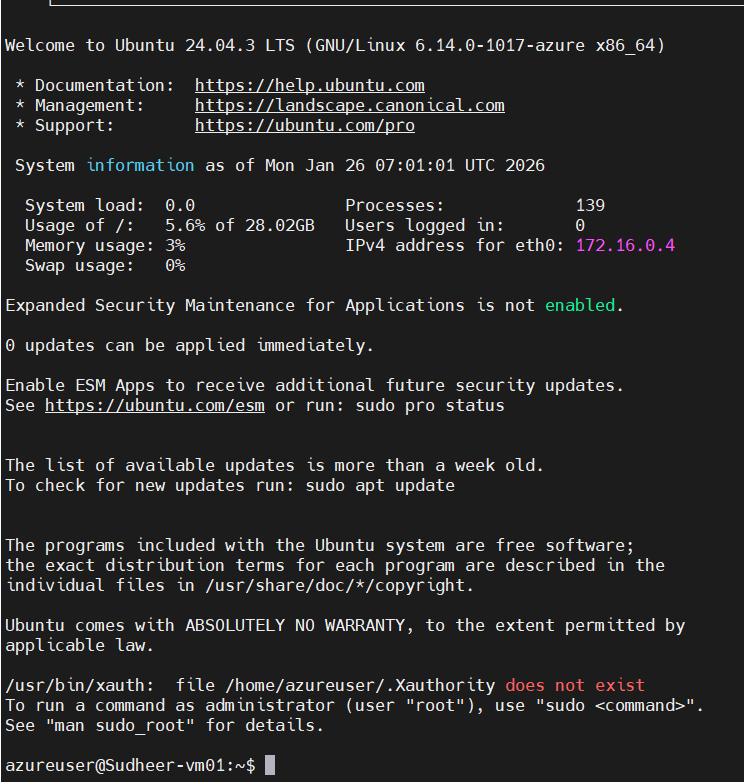 Welcome to Ubuntu 24.04.3 LTS (GNU/Linux 6.14.0-1017-azure x86_64)
* Documentation: https://help.ubuntu.com
* Management: https://landscape.canonical.com
* Support: https://ubuntu.com/pro
System information as of Mon Jan 26 07:01:01 UTC 2026
System load: 0.0 Processes: 139
Usage of /: 5.6% of 28.02GB Users logged in: 0
Memory usage: 3% IPv4 address for eth0: 172.16.0.4
Swap usage: 0%
Expanded Security Maintenance for Applications is not enabled.
0 updates can be applied immediately.
Enable ESM Apps to receive additional future security updates.
See https://ubuntu.com/esm or run: sudo pro status
The list of available updates is more than a week old.
To check for new updates run: sudo apt update
The programs included with the Ubuntu system are free software;
the exact distribution terms for each program are described in the
individual files in /usr/share/doc/*/copyright.
Ubuntu comes with ABSOLUTELY NO WARRANTY, to the extent permitted by
applicable law.
/usr/bin/xauth:  file /home/azureuser/.Xauthority does not exist
To run a command as administrator (user "root"), use "sudo <command>".
See "man sudo_root" for details.
azureuser@Sudheer-vm01:~$